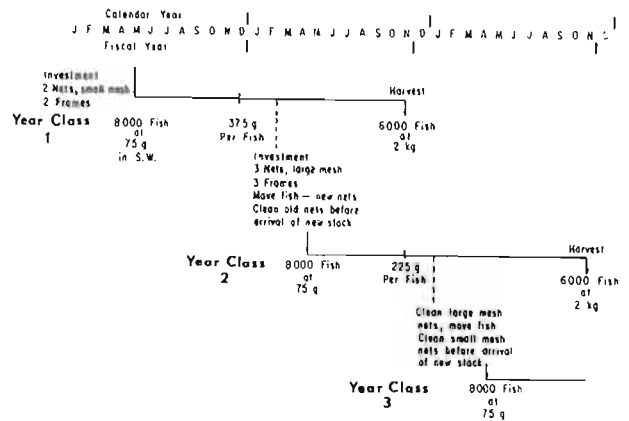 Calendar Year
J F M A M J J A S O N D J F M A M J J A S O N D J F M A M J J A S O N D
Fiscal Year
Investment
2 Nets, small mesh
2 Frames
Harvest
Year Class
1
8000 Fish
at
75 g
in S.W.
375 g
Per Fish
6000 Fish
at
2 kg
Investment
3 Nets, large mesh
3 Frames
Move fish — new nets
Clean old nets before
arrival of new stock
Harvest
Year Class
2
8000 Fish
at
75 g
225 g
Per Fish
6000 Fish
at
2 kg
Clean large mesh
nets, move fish
Clean small mesh
nets before arrival
of new stock
Year Class
3
8000 Fish
at
75 g